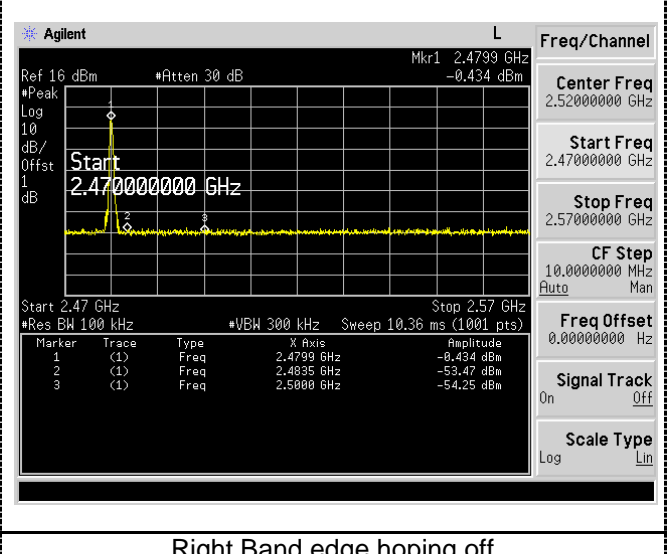 Agilent
L
Freq/Channel
Mkr1 2.4799 GHz
Ref 16 dBm #Atten 30 dB -0.434 dBm
#Peak
Log
10
dB/
Offst
1
dB
1
2
3
Start
2.470000000 GHz
Start 2.47 GHz Stop 2.57 GHz
#Res BW 100 kHz #VBW 300 kHz Sweep 10.36 ms (1001 pts)
Marker Trace Type X Axis Amplitude
1 (1) Freq 2.4799 GHz -0.434 dBm
2 (1) Freq 2.4835 GHz -53.47 dBm
3 (1) Freq 2.5000 GHz -54.25 dBm
Center Freq
2.52000000 GHz
Start Freq
2.47000000 GHz
Stop Freq
2.57000000 GHz
CF Step
10.0000000 MHz
Auto Man
Freq Offset
0.00000000 Hz
Signal Track
On Off
Scale Type
Log Lin
Right Band edge hoping off